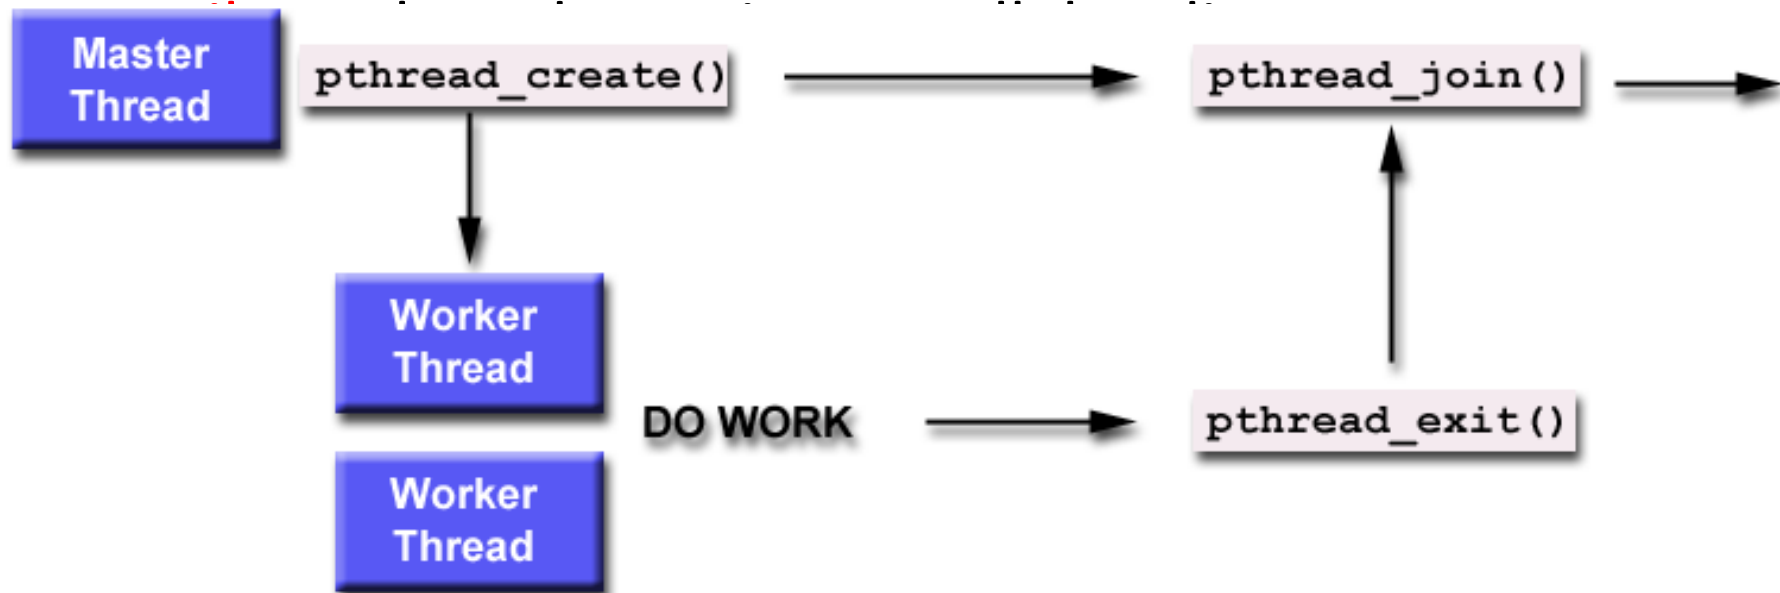 Master
Thread
pthread_create()
pthread_join()
Worker
Thread
DO WORK
pthread_exit()
Worker
Thread